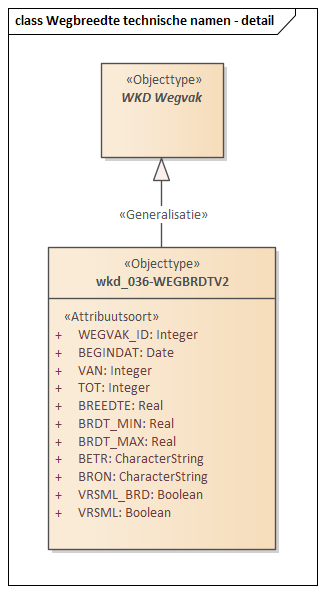 class Wegbreedte technische namen - detail
«Objecttype»
WKD Wegvak
«Generalisatie»
«Objecttype»
wkd_036-WEGBRDTV2
«Attribuutsoort»
+ WEGVAK_ID: Integer
+ BEGINDAT: Date
+ VAN: Integer
+ TOT: Integer
+ BREEDTE: Real
+ BRDT_MIN: Real
+ BRDT_MAX: Real
+ BETR: CharacterString
+ BRON: CharacterString
+ VRSML_BRD: Boolean
+ VRSML: Boolean